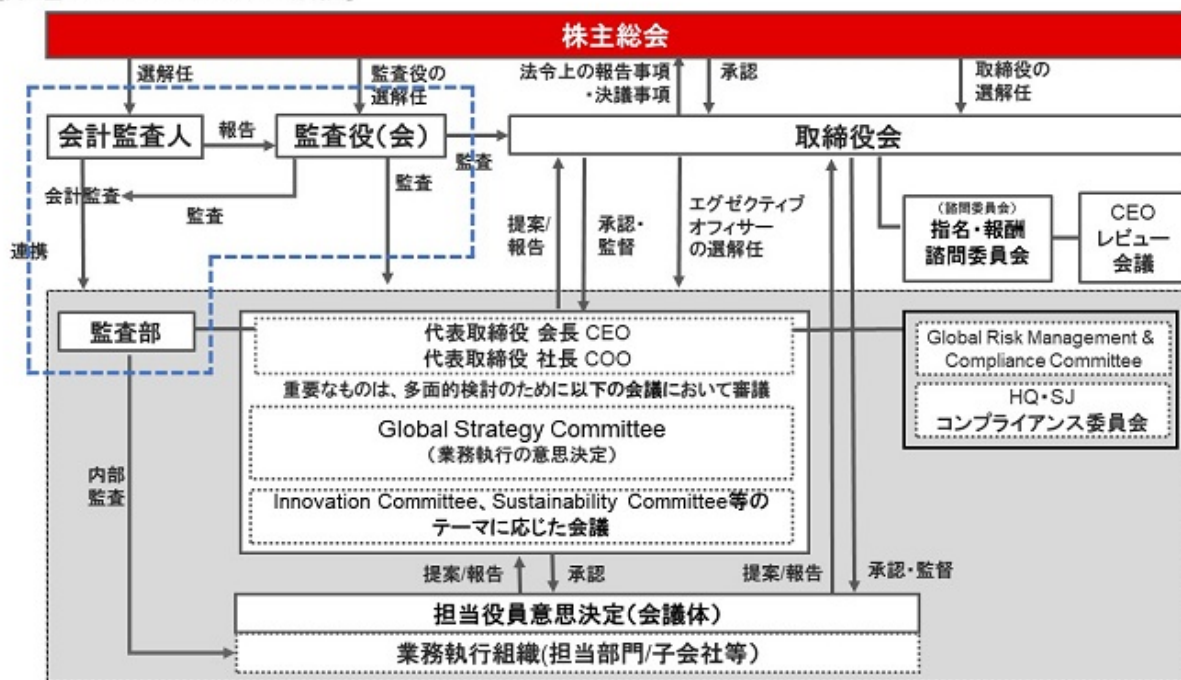 株主総会
選解任
監査役の
選解任
法令上の報告事項
・決議事項
承認
取締役の
選解任
会計監査人
報告
監査役(会)
監査
取締役会
会計監査
監査
監査
連携
提案/
報告
承認・
監督
エグゼクティブ
オフィサー
の選解任
(諮問委員会)
指名・報酬
諮問委員会
CEO
レビュー
会議
監査部
代表取締役 会長 CEO
代表取締役 社長 COO
重要なものは、多面的検討のために以下の会議において審議
Global Strategy Committee
(業務執行の意思決定)
Innovation Committee、Sustainability Committee等の
テーマに応じた会議
Global Risk Management &
Compliance Committee
HQ・SJ
コンプライアンス委員会
内部
監査
提案/報告
承認
提案/報告
承認・監督
担当役員意思決定(会議体)
業務執行組織(担当部門/子会社等)